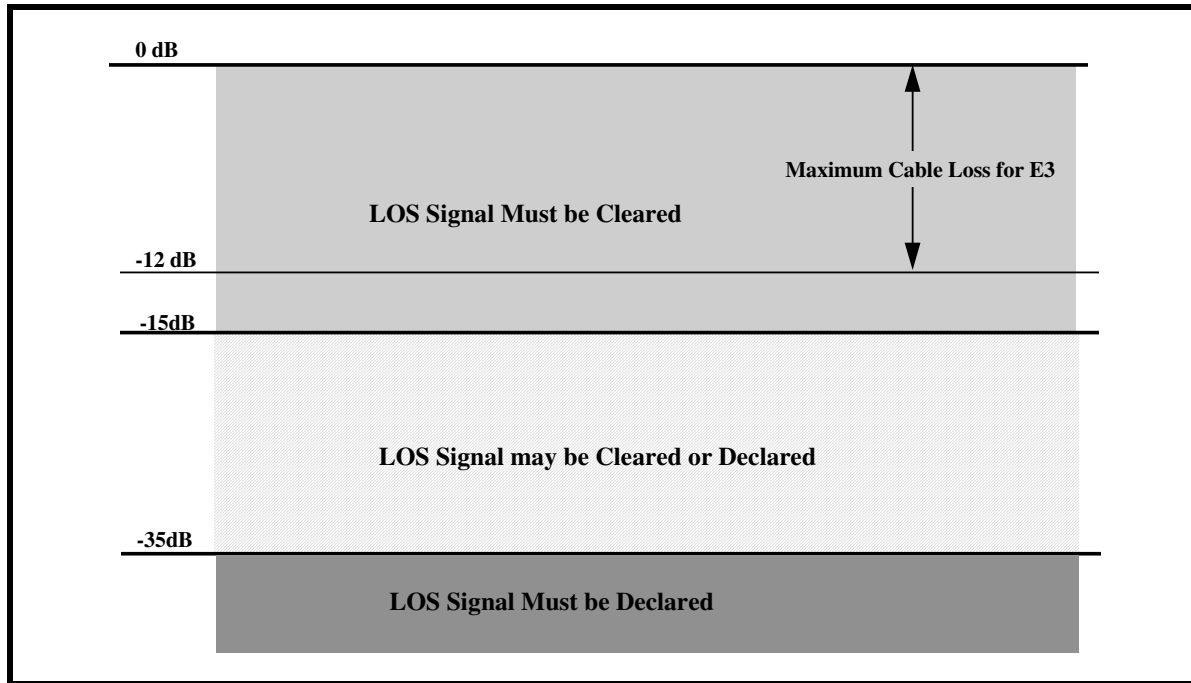 0 dB
Maximum Cable Loss for E3
LOS Signal Must be Cleared
-12 dB
-15dB
LOS Signal may be Cleared or Declared
-35dB
LOS Signal Must be Declared